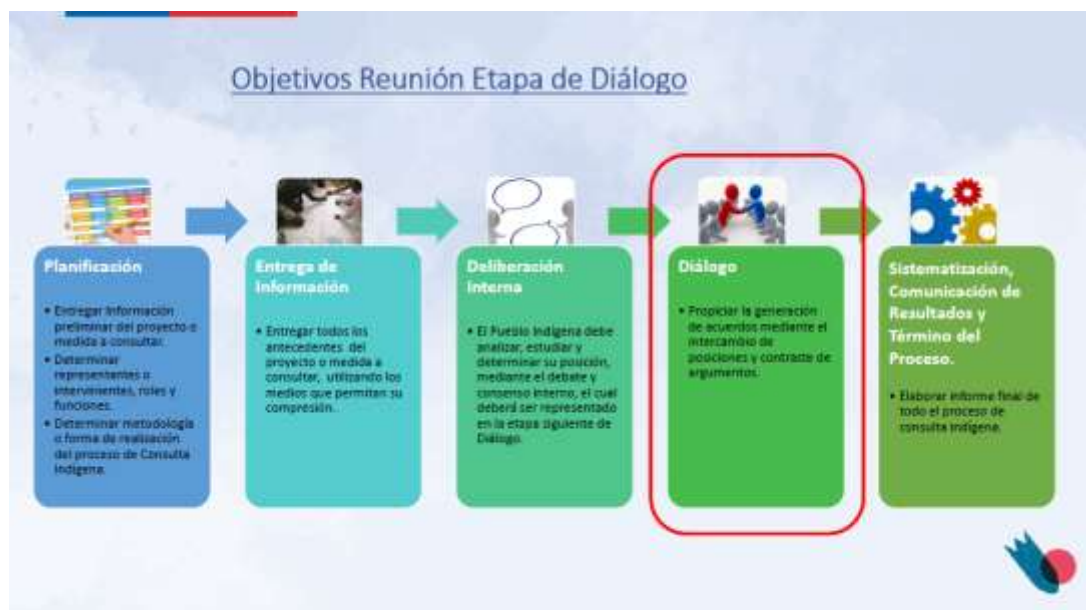 Objetivos Reunión Etapa de Diálogo
Planificación
• Entregar Información
preliminar del proyecto o
medida a consultar.
• Determinar
representantes o
intervinientes, roles y
funciones.
• Determinar metodología
o forma de realización
del proceso de Consulta
Indígena.
Entrega de
Información
• Entregar todos los
antecedentes del
proyecto o medida a
consultar, utilizando los
medios que permitan su
compresión.
Deliberación
Interna
• El Pueblo Indígena debe
analizar, estudiar y
determinar su posición,
mediante el debate y
consenso interno, el cual
deberá ser representado
en la etapa siguiente de
Diálogo.
Diálogo
• Propiciar la generación
de acuerdos mediante el
intercambio de
posiciones y contraste de
argumentos.
Sistematización,
Comunicación de
Resultados y
Término del
Proceso.
• Elaborar informe final de
todo el proceso de
consulta indígena.